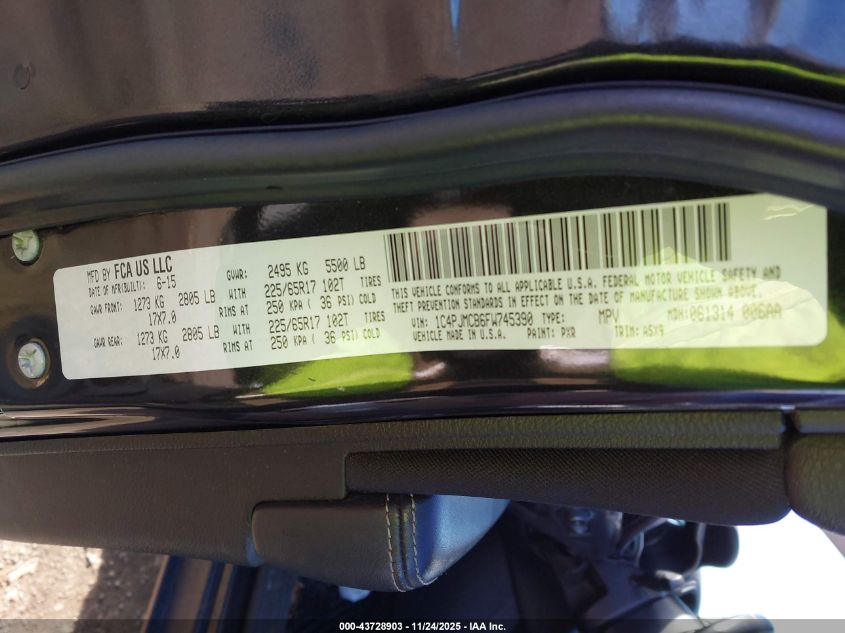 MFD BY FCA US LLC
DATE OF MFR(BUILT): 6-15
GVWR: 2495 KG 5500 LB
GAWR FRONT: 1273 KG 2805 LB WITH 225/65R17 102T TIRES
17X7.0 RIMS AT 250 KPA ( 36 PSI) COLD
GAWR REAR: 1273 KG 2805 LB WITH 225/65R17 102T TIRES
17X7.0 RIMS AT 250 KPA ( 36 PSI) COLD
THIS VEHICLE CONFORMS TO ALL APPLICABLE U.S.A. FEDERAL MOTOR VEHICLE SAFETY AND
THEFT PREVENTION STANDARDS IN EFFECT ON THE DATE OF MANUFACTURE SHOWN ABOVE.
VIN: 1C4PJMCB6FW745390 TYPE: MPV MDH: 061314 006AA
VEHICLE MADE IN U.S.A. PAINT: PXR TRIM: A5X9
000-43728903 - 11/24/2025 - IAA Inc.